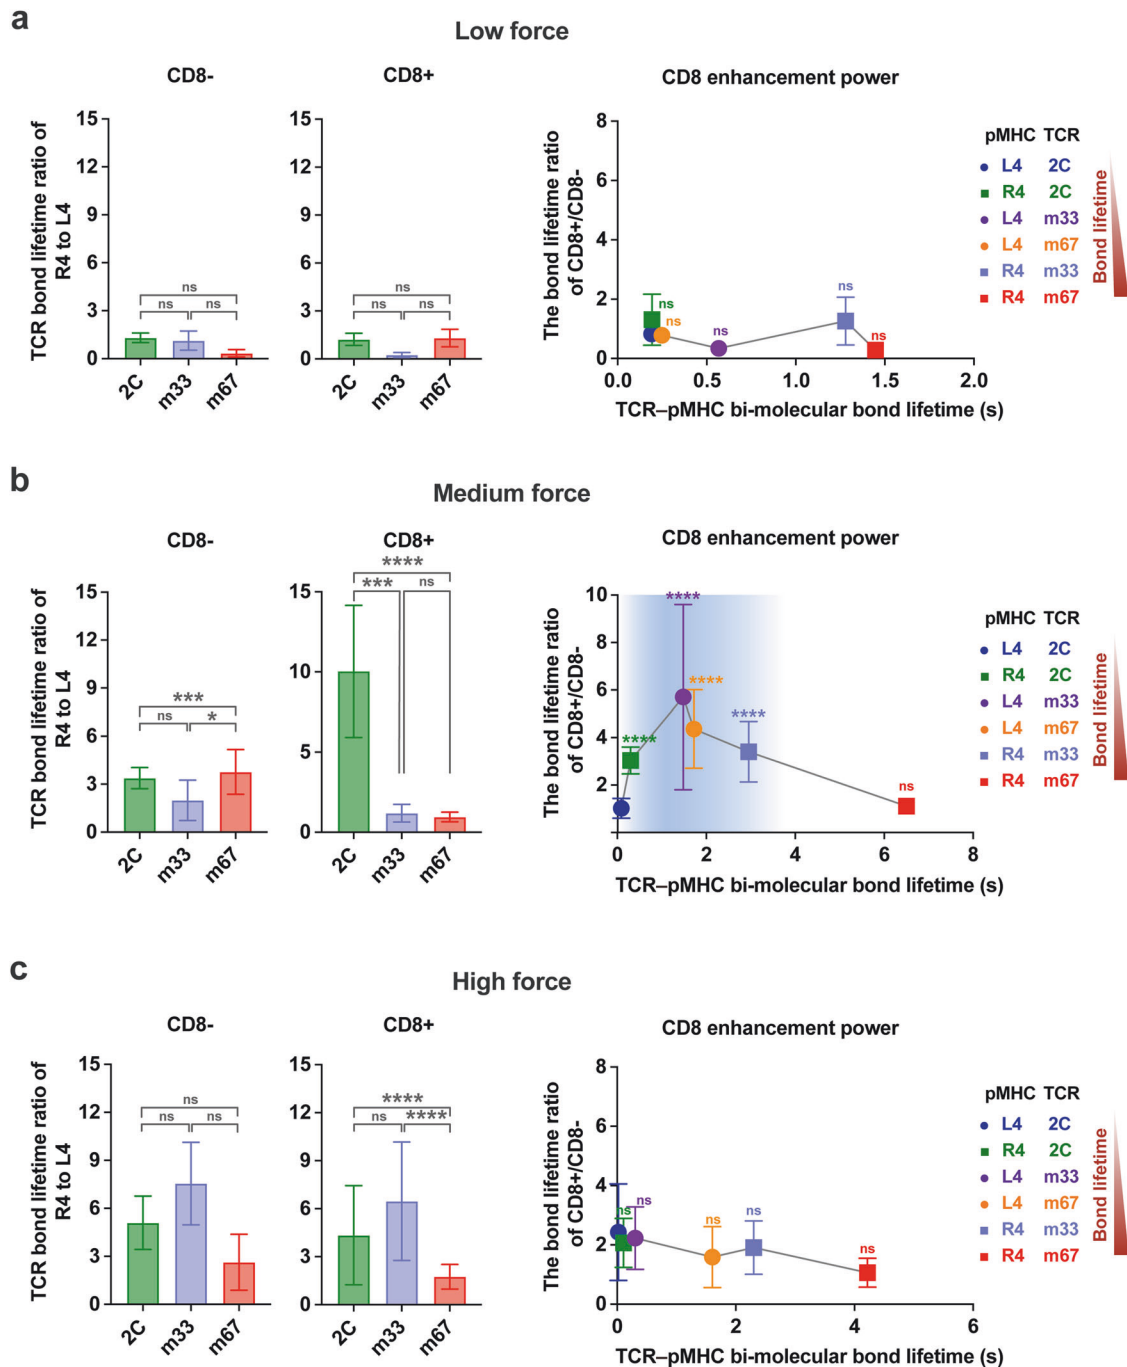 a
Low force
CD8-
CD8+
CD8 enhancement power
TCR bond lifetime ratio of
R4 to L4
15
12
9
6
3
0
ns
ns
ns
2C
m33
m67
15
12
9
6
3
0
ns
ns
ns
2C
m33
m67
The bond lifetime ratio
of CD8+/CD8-
8
6
4
2
0
ns
ns
ns
ns
ns
0.0
0.5
1.0
1.5
2.0
TCR–pMHC bi-molecular bond lifetime (s)
pMHC TCR
L4 2C
R4 2C
L4 m33
L4 m67
R4 m33
R4 m67
Bond lifetime
b
Medium force
CD8-
CD8+
CD8 enhancement power
TCR bond lifetime ratio of
R4 to L4
15
12
9
6
3
0
***
ns
*
2C
m33
m67
15
10
5
0
****
***
ns
2C
m33
m67
The bond lifetime ratio
of CD8+/CD8-
10
8
6
4
2
****
****
****
****
ns
0
2
4
6
8
TCR–pMHC bi-molecular bond lifetime (s)
pMHC TCR
L4 2C
R4 2C
L4 m33
L4 m67
R4 m33
R4 m67
Bond lifetime
c
High force
CD8-
CD8+
CD8 enhancement power
TCR bond lifetime ratio of
R4 to L4
15
12
9
6
3
0
ns
ns
ns
2C
m33
m67
15
12
9
6
3
0
****
ns
****
2C
m33
m67
The bond lifetime ratio
of CD8+/CD8-
8
6
4
2
0
ns
ns
ns
ns
ns
0
2
4
6
TCR–pMHC bi-molecular bond lifetime (s)
pMHC TCR
L4 2C
R4 2C
L4 m33
L4 m67
R4 m33
R4 m67
Bond lifetime